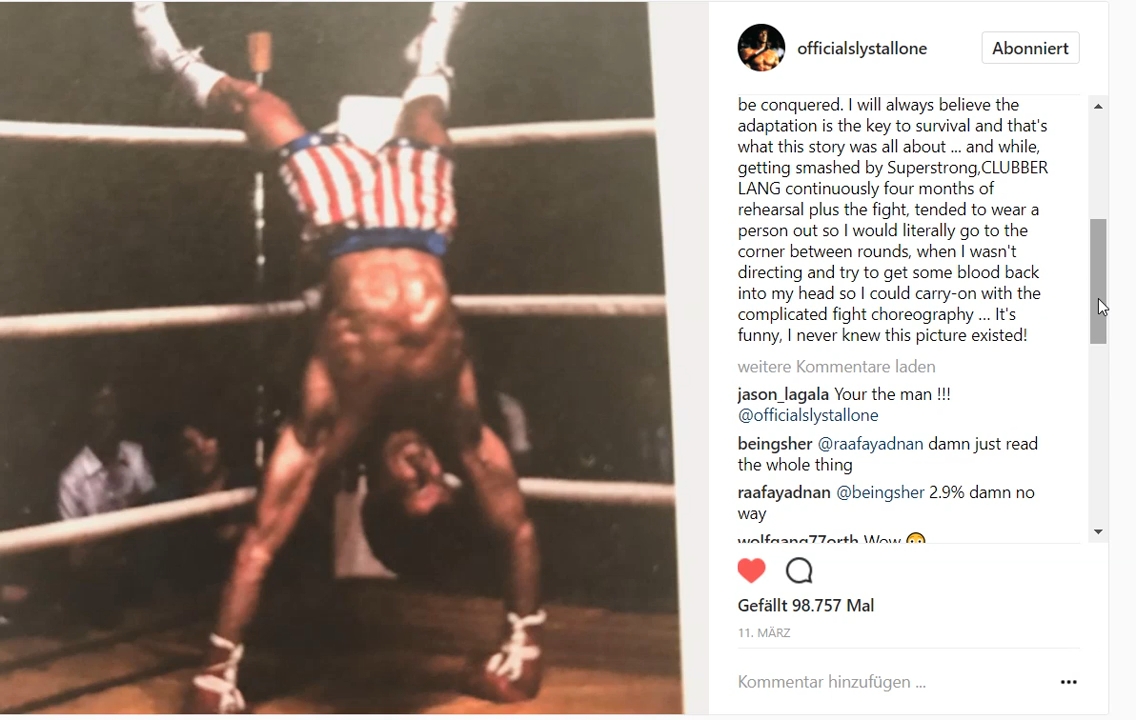 officialslystallone
Abonniert
be conquered. I will always believe the
adaptation is the key to survival and that's
what this story was all about ... and while,
getting smashed by Superstrong,CLUBBER
LANG continuously four months of
rehearsal plus the fight, tended to wear a
person out so I would literally go to the
corner between rounds, when I wasn't
directing and try to get some blood back
into my head so I could carry-on with the
complicated fight choreography ... It's
funny, I never knew this picture existed!
weitere Kommentare laden
jason_lagala Your the man !!!
@officialslystallone
beingsher @raafayadnan damn just read
the whole thing
raafayadnan @beingsher 2.9% damn no
way
wolfgang77orth Wow 😳
Gefällt 98.757 Mal
11. MÄRZ
Kommentar hinzufügen ...